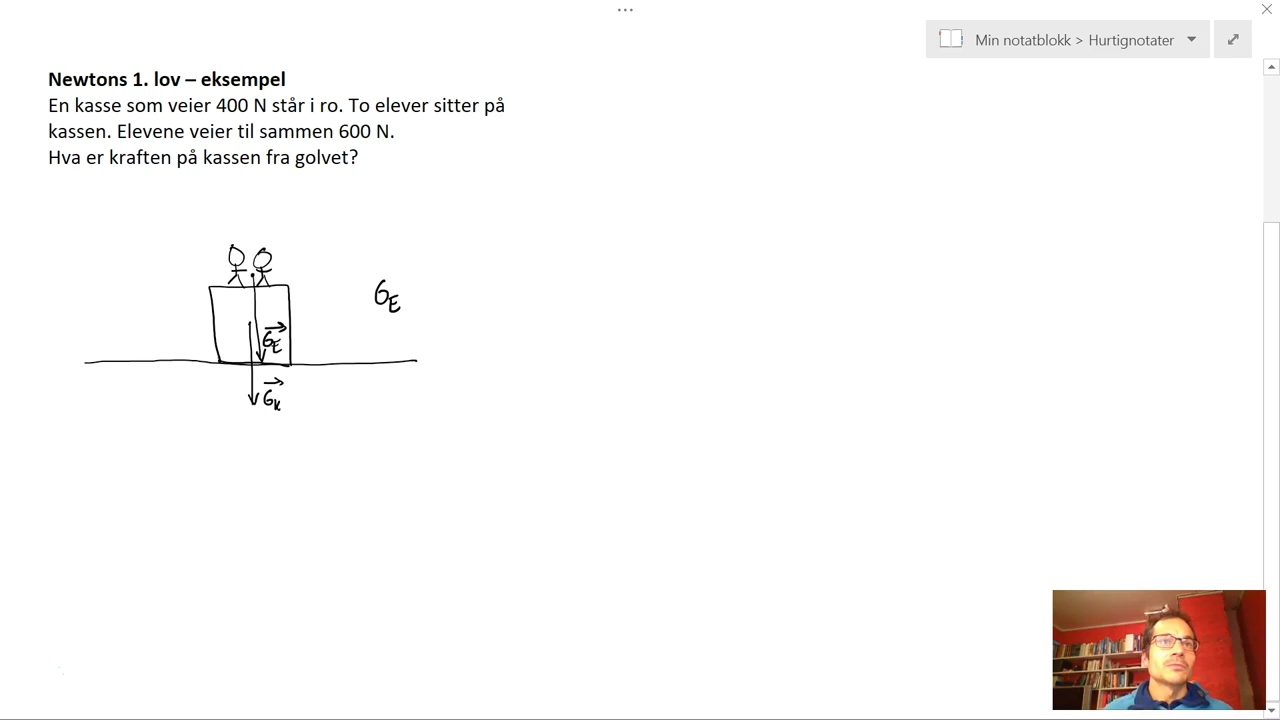 Min notatblokk > Hurtignotater
Newtons 1. lov – eksempel
En kasse som veier 400 N står i ro. To elever sitter på
kassen. Elevene veier til sammen 600 N.
Hva er kraften på kassen fra golvet?
G_E
G_E
G_K